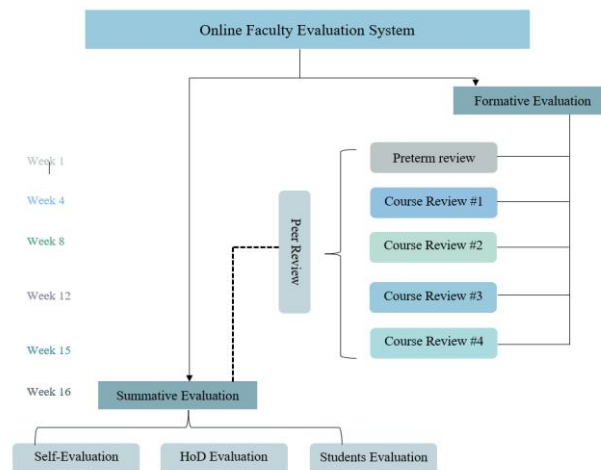 Online Faculty Evaluation System
Formative Evaluation
Week 1
Preterm review
Week 4
Course Review #1
Peer Review
Week 8
Course Review #2
Week 12
Course Review #3
Week 15
Course Review #4
Week 16
Summative Evaluation
Self-Evaluation
HoD Evaluation
Students Evaluation